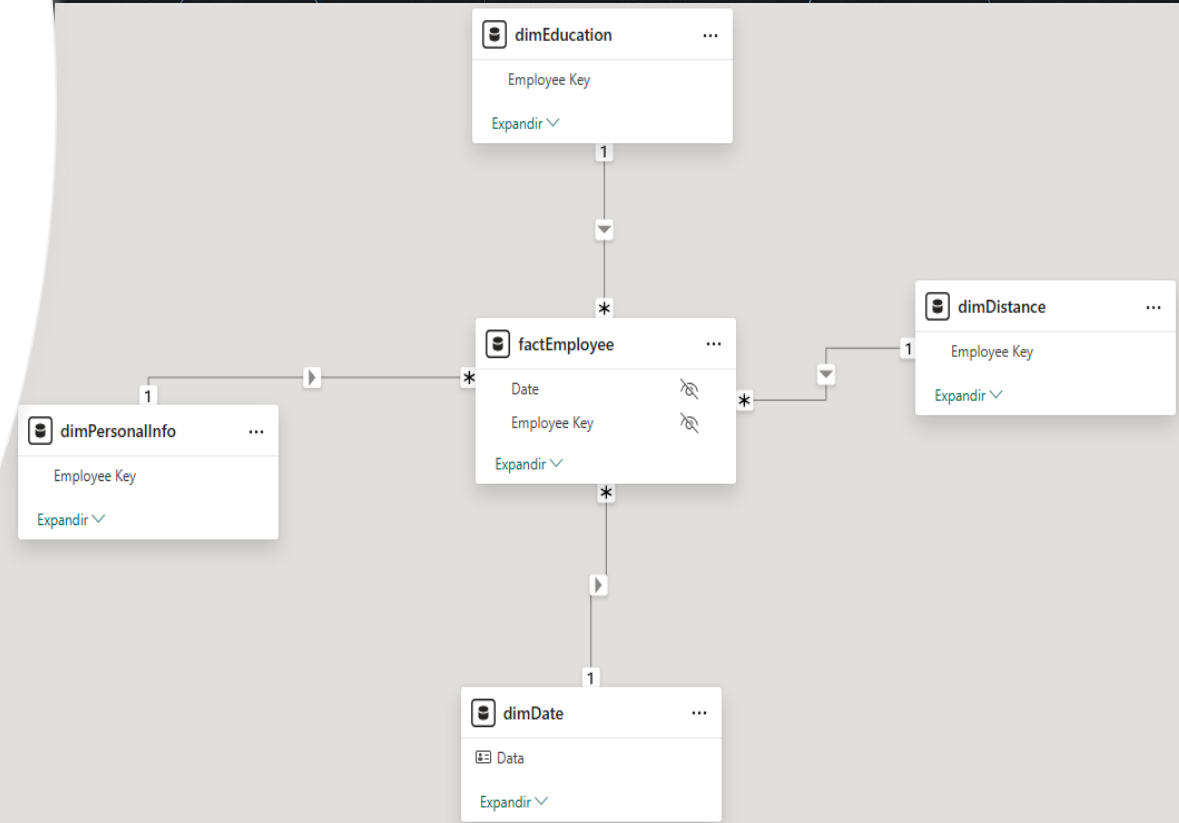 dimEducation
Employee Key
Expandir
1
*
dimDistance
Employee Key
Expandir
1
*
factEmployee
Date
Employee Key
Expandir
*
1
dimPersonalInfo
Employee Key
Expandir
*
1
dimDate
Data
Expandir